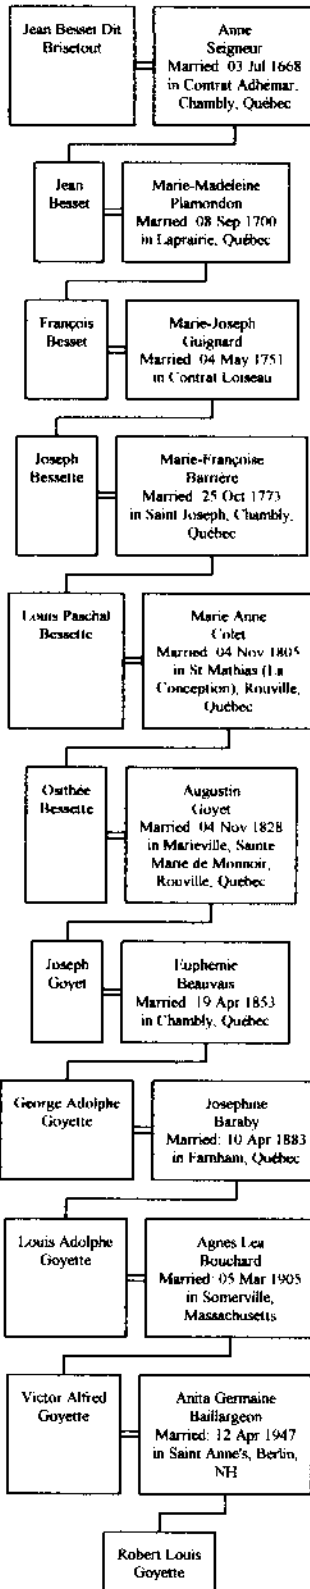 Jean Besset Dit
Brisetout
Anne
Seigneur
Married: 03 Jul 1668
in Contrat Adhémar,
Chambly, Québec
Jean
Besset
Marie-Madeleine
Plamondon
Married: 08 Sep 1700
in Laprairie, Québec
François
Besset
Marie-Joseph
Guignard
Married: 04 May 1751
in Contrat Loiseau
Joseph
Bessette
Marie-Françoise
Barrière
Married: 25 Oct 1773
in Saint Joseph, Chambly,
Québec
Louis Paschal
Bessette
Marie Anne
Colet
Married: 04 Nov 1805
in St Mathias (La
Conception), Rouville,
Québec
Osithée
Bessette
Augustin
Goyet
Married: 04 Nov 1828
in Marieville, Sainte
Marie de Monnoir,
Rouville, Québec
Joseph
Goyet
Euphemie
Beauvais
Married: 19 Apr 1853
in Chambly, Québec
George Adolphe
Goyette
Josephine
Baraby
Married: 10 Apr 1883
in Farnham, Québec
Louis Adolphe
Goyette
Agnes Lea
Bouchard
Married: 05 Mar 1905
in Somerville,
Massachusetts
Victor Alfred
Goyette
Anita Germaine
Baillargeon
Married: 12 Apr 1947
in Saint Anne's, Berlin,
NH
Robert Louis
Goyette